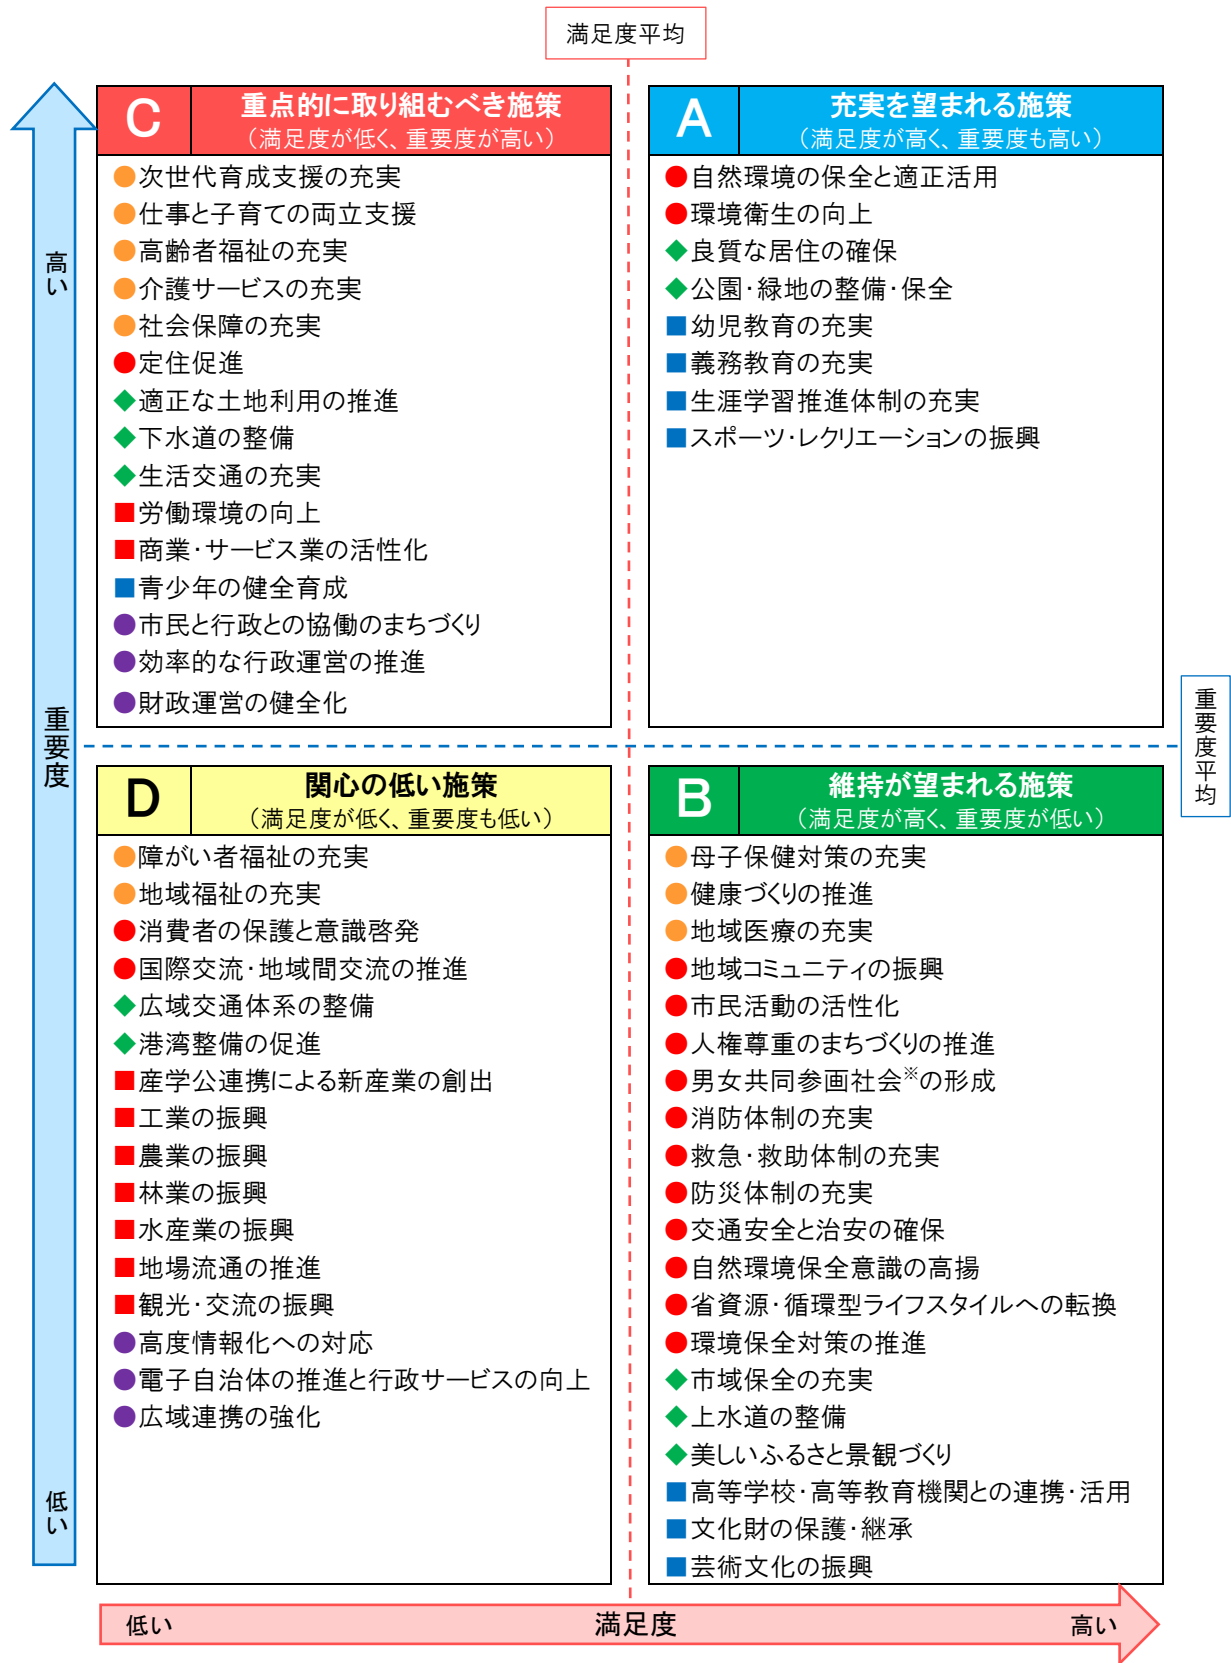 満足度平均
C
重点的に取り組むべき施策
（満足度が低く、重要度が高い）
●次世代育成支援の充実
●仕事と子育ての両立支援
●高齢者福祉の充実
●介護サービスの充実
●社会保障の充実
●定住促進
◆適正な土地利用の推進
◆下水道の整備
◆生活交通の充実
■労働環境の向上
■商業・サービス業の活性化
■青少年の健全育成
●市民と行政との協働のまちづくり
●効率的な行政運営の推進
●財政運営の健全化
A
充実を望まれる施策
（満足度が高く、重要度も高い）
●自然環境の保全と適正活用
●環境衛生の向上
◆良質な居住の確保
◆公園・緑地の整備・保全
■幼児教育の充実
■義務教育の充実
■生涯学習推進体制の充実
■スポーツ・レクリエーションの振興
高い
重要度
低い
重要度平均
D
関心の低い施策
（満足度が低く、重要度も低い）
●障がい者福祉の充実
●地域福祉の充実
●消費者の保護と意識啓発
●国際交流・地域間交流の推進
◆広域交通体系の整備
◆港湾整備の促進
■産学公連携による新産業の創出
■工業の振興
■農業の振興
■林業の振興
■水産業の振興
■地場流通の推進
■観光・交流の振興
●高度情報化への対応
●電子自治体の推進と行政サービスの向上
●広域連携の強化
B
維持が望まれる施策
（満足度が高く、重要度が低い）
●母子保健対策の充実
●健康づくりの推進
●地域医療の充実
●地域コミュニティの振興
●市民活動の活性化
●人権尊重のまちづくりの推進
●男女共同参画社会※の形成
●消防体制の充実
●救急・救助体制の充実
●防災体制の充実
●交通安全と治安の確保
●自然環境保全意識の高揚
●省資源・循環型ライフスタイルへの転換
●環境保全対策の推進
◆市域保全の充実
◆上水道の整備
◆美しいふるさと景観づくり
■高等学校・高等教育機関との連携・活用
■文化財の保護・継承
■芸術文化の振興
低い
満足度
高い